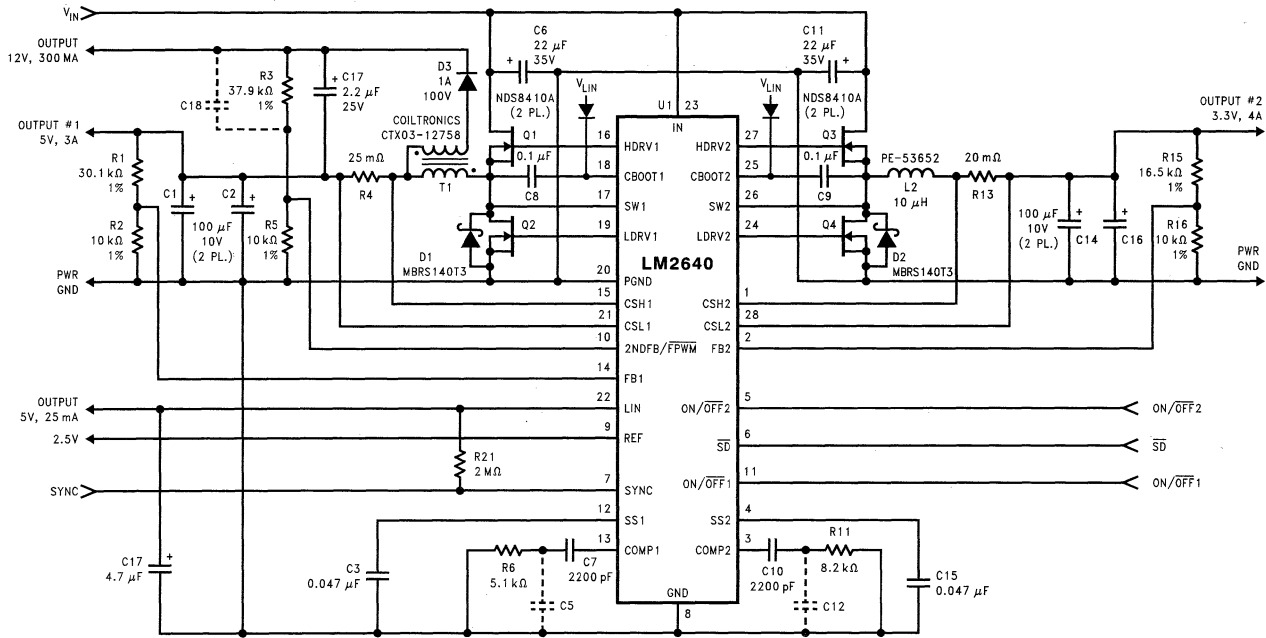 VIN
OUTPUT
12V, 300 MA
OUTPUT #1
5V, 3A
R1
30.1 kΩ
1%
R2
10 kΩ
1%
PWR
GND
C18
R3
37.9 kΩ
1%
C17
2.2 μF
25V
D3
1A
100V
COILTRONICS
CTX03-12758
25 mΩ
R4
T1
C1
C2
100 μF
10V
(2 PL.)
R5
10 kΩ
1%
C6
22 μF
35V
VLIN
NDS8410A
(2 PL.)
Q1
0.1 μF
C8
Q2
D1
MBRS140T3
C11
22 μF
35V
VLIN
NDS8410A
(2 PL.)
Q3
0.1 μF
C9
Q4
D2
MBRS140T3
PE-53652
L2
10 μH
20 mΩ
R13
100 μF
10V
(2 PL.)
C14
C16
OUTPUT #2
3.3V, 4A
R15
16.5 kΩ
1%
R16
10 kΩ
1%
PWR
GND
U1
23
IN
16
HDRV1
HDRV2
27
18
CBOOT1
CBOOT2
25
17
SW1
SW2
26
19
LDRV1
LDRV2
24
LM2640
20
PGND
15
CSH1
CSH2
1
21
CSL1
CSL2
28
10
2NDFB/FPWM
FB2
2
14
FB1
OUTPUT
5V, 25 mA
22
LIN
ON/OFF2
5
ON/OFF2
2.5V
9
REF
SD
6
SD
R21
2 MΩ
SYNC
7
SYNC
ON/OFF1
11
ON/OFF1
12
SS1
SS2
4
13
COMP1
COMP2
3
C17
4.7 μF
C3
0.047 μF
R6
5.1 kΩ
C7
2200 pF
C5
GND
8
C10
2200 pF
R11
8.2 kΩ
C12
C15
0.047 μF